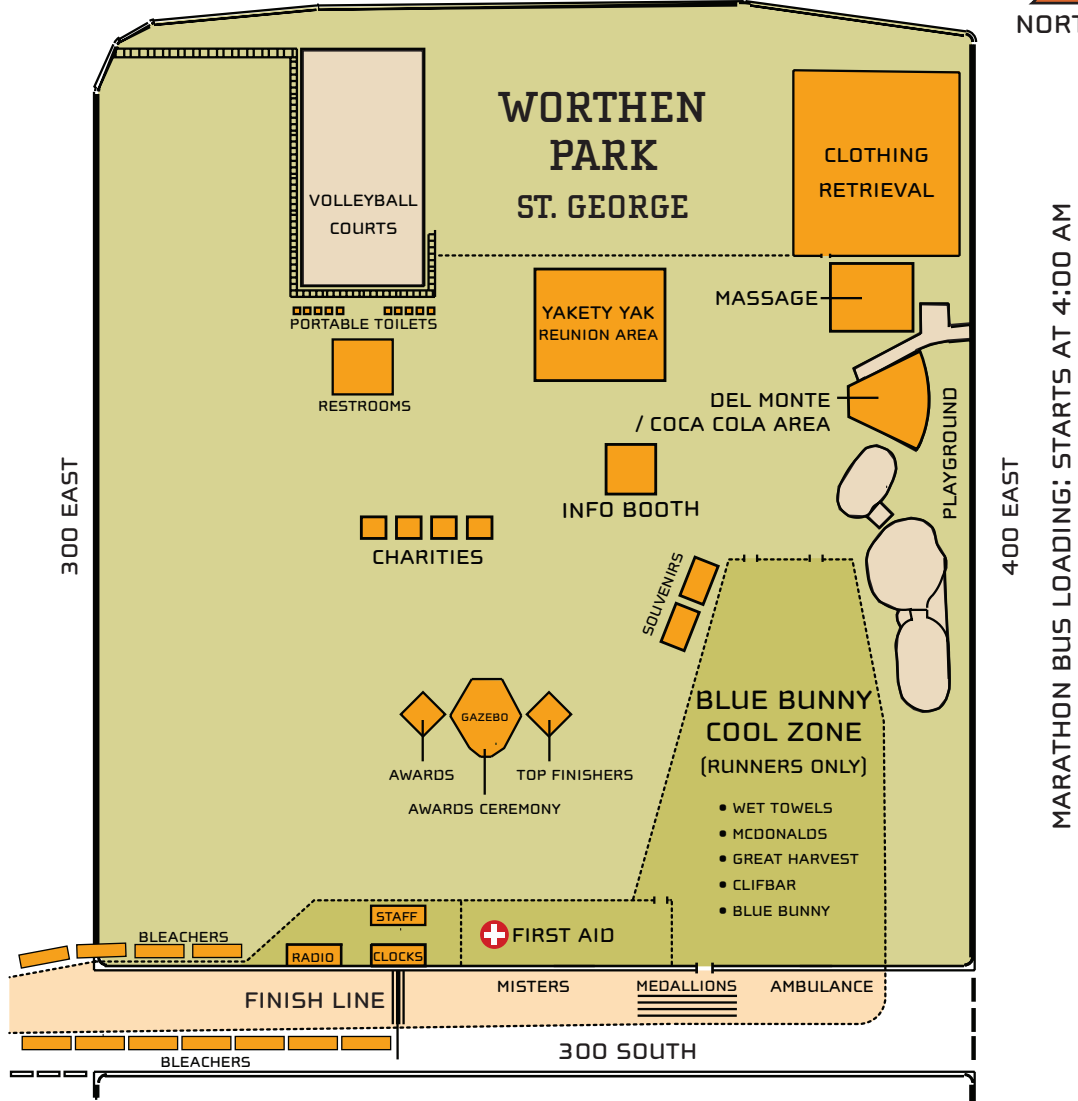 NORT
WORTHEN
PARK
ST. GEORGE
CLOTHING
RETRIEVAL
VOLLEYBALL
COURTS
MASSAGE
YAKETY YAK
REUNION AREA
PORTABLE TOILETS
RESTROOMS
DEL MONTE
/ COCA COLA AREA
PLAYGROUND
INFO BOOTH
300 EAST
400 EAST
MARATHON BUS LOADING: STARTS AT 4:00 AM
CHARITIES
SOUVENIRS
BLUE BUNNY
COOL ZONE
(RUNNERS ONLY)
• WET TOWELS
• MCDONALDS
• GREAT HARVEST
• CLIFBAR
• BLUE BUNNY
GAZEBO
AWARDS
TOP FINISHERS
AWARDS CEREMONY
STAFF
FIRST AID
BLEACHERS
RADIO
CLOCKS
FINISH LINE
MISTERS
MEDALLIONS
AMBULANCE
300 SOUTH
BLEACHERS